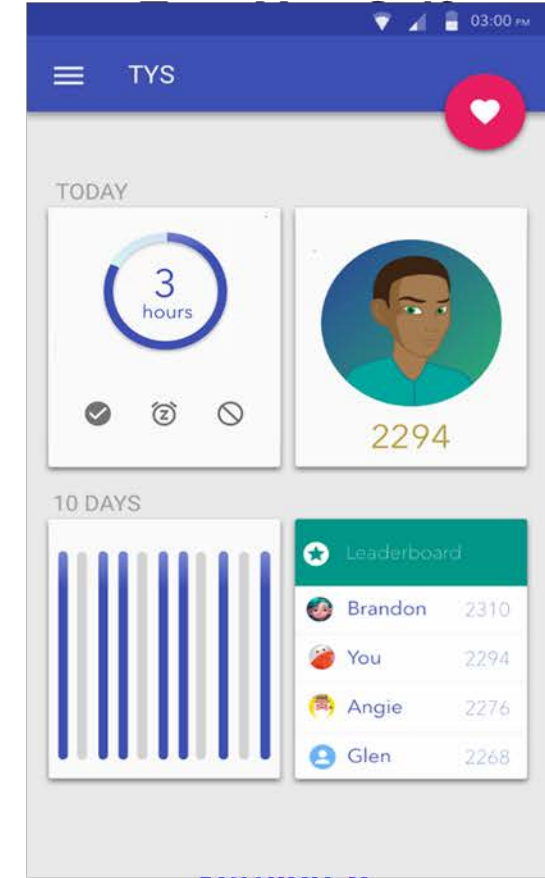 03:00 PM
TYS
TODAY
3
hours
2294
10 DAYS
Leaderboard
Brandon 2310
You 2294
Angie 2276
Glen 2268